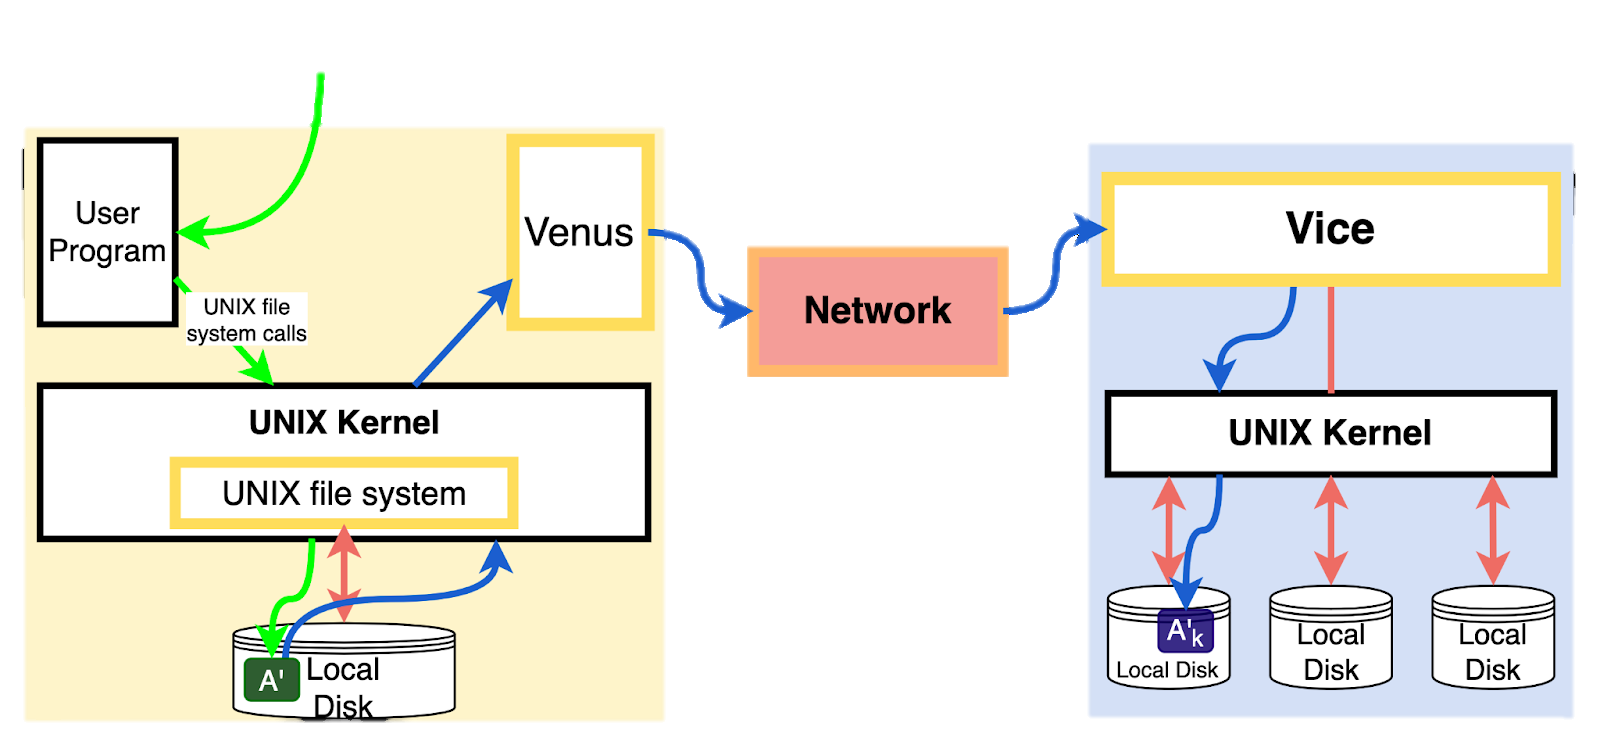 User
Program
UNIX file
system calls
Venus
UNIX Kernel
UNIX file system
A'
Local
Disk
Network
Vice
UNIX Kernel
A'k
Local Disk
Local
Disk
Local
Disk